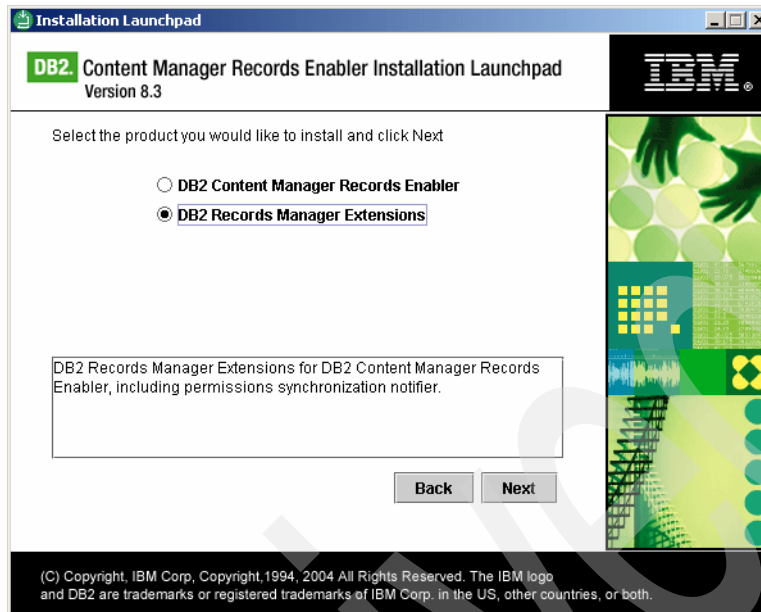 Installation Launchpad
DB2. Content Manager Records Enabler Installation Launchpad
Version 8.3
IBM®
Select the product you would like to install and click Next
DB2 Content Manager Records Enabler
DB2 Records Manager Extensions
DB2 Records Manager Extensions for DB2 Content Manager Records
Enabler, including permissions synchronization notifier.
Back Next
(C) Copyright, IBM Corp, Copyright,1994, 2004 All Rights Reserved. The IBM logo
and DB2 are trademarks or registered trademarks of IBM Corp. in the US, other countries, or both.